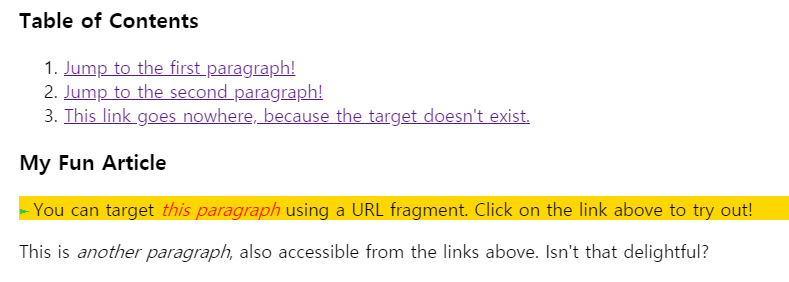 Table of Contents
1. Jump to the first paragraph!
2. Jump to the second paragraph!
3. This link goes nowhere, because the target doesn't exist.
My Fun Article
► You can target this paragraph using a URL fragment. Click on the link above to try out!
This is another paragraph, also accessible from the links above. Isn't that delightful?